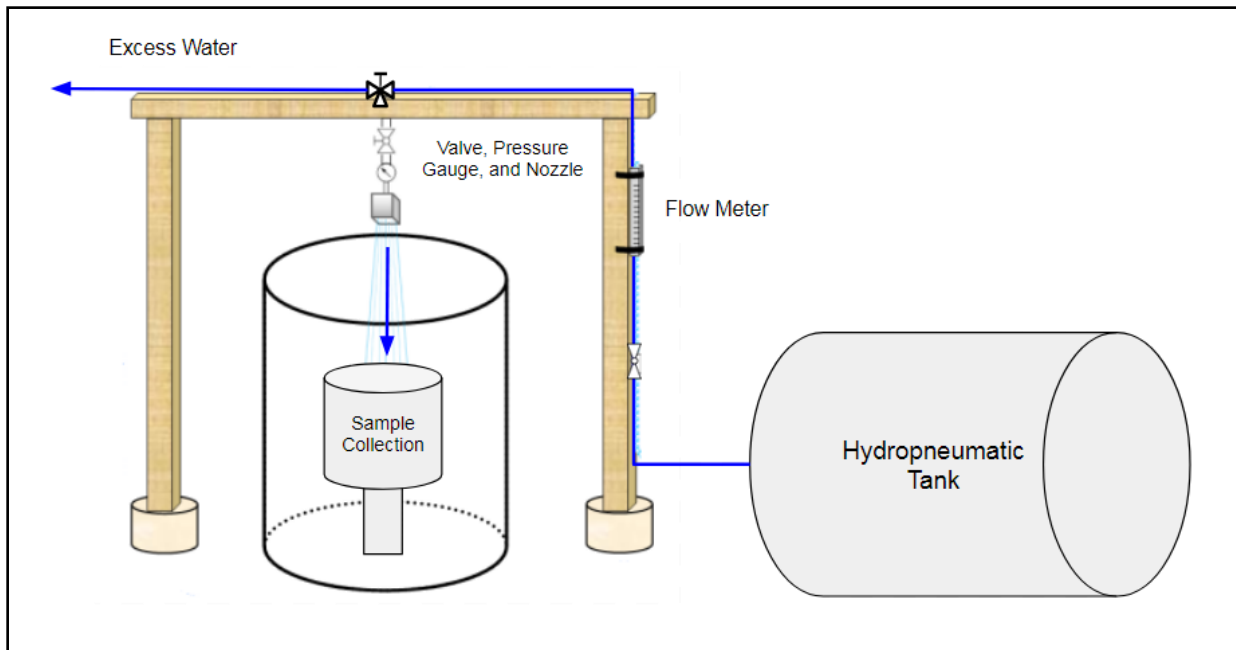 Excess Water
Valve, Pressure
Gauge, and Nozzle
Flow Meter
Sample
Collection
Hydropneumatic
Tank